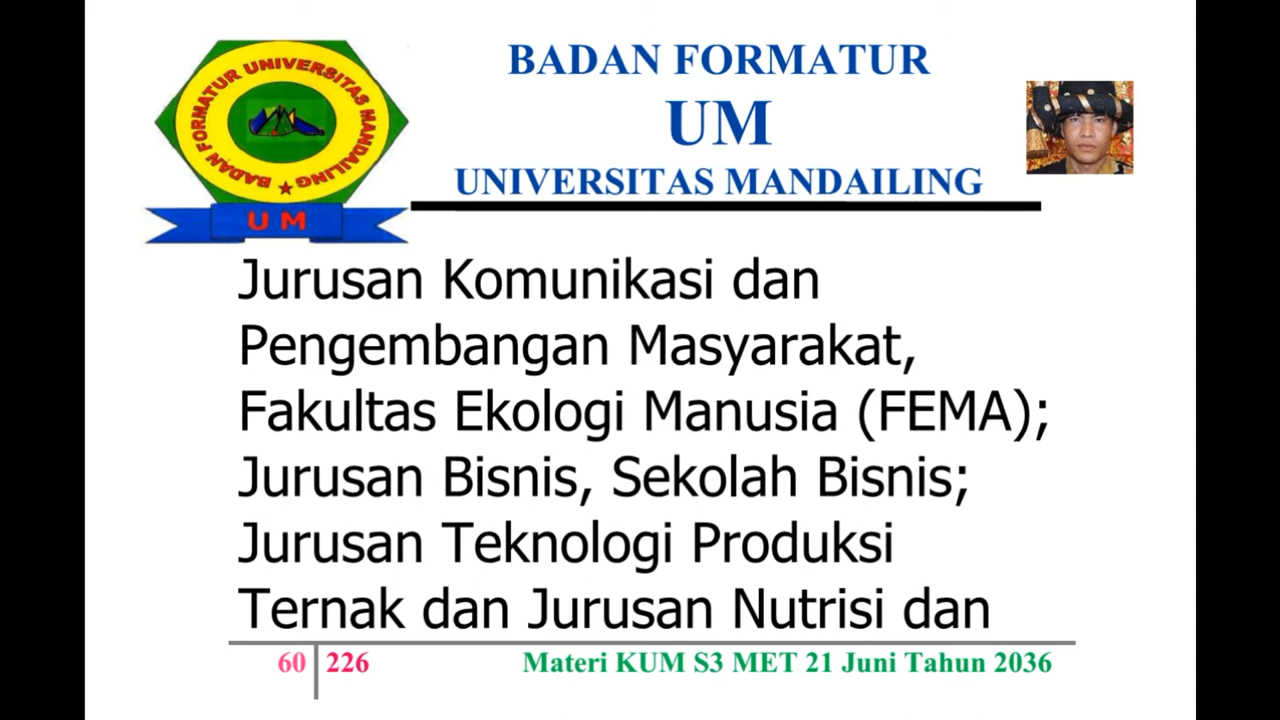 BADAN FORMATUR UNIVERSITAS MANDAILING
UM
BADAN FORMATUR
UM
UNIVERSITAS MANDAILING
Jurusan Komunikasi dan
Pengembangan Masyarakat,
Fakultas Ekologi Manusia (FEMA);
Jurusan Bisnis, Sekolah Bisnis;
Jurusan Teknologi Produksi
Ternak dan Jurusan Nutrisi dan
60 226 Materi KUM S3 MET 21 Juni Tahun 2036